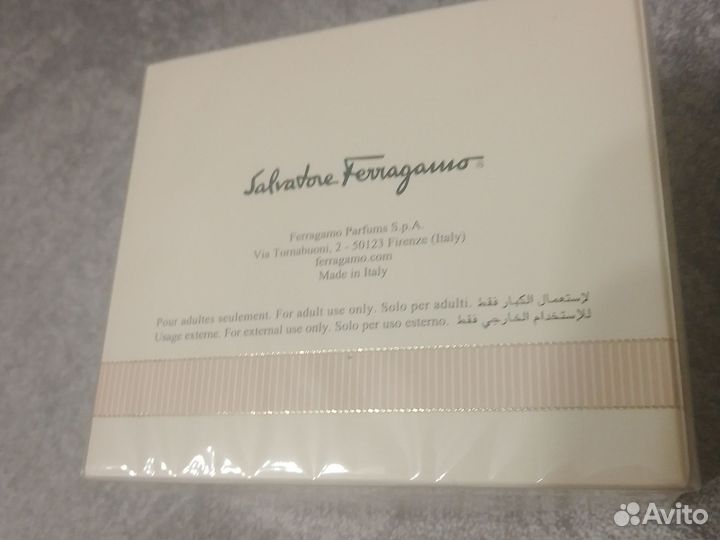 Salvatore Ferragamo®
Ferragamo Parfums S.p.A.
Via Tornabuoni, 2 - 50123 Firenze (Italy)
ferragamo.com
Made in Italy
Pour adultes seulement. For adult use only. Solo per adulti. لإستعمال الكبار فقط.
Usage externe. For external use only. Solo per uso esterno. للاستخدام الخارجي فقط.
Avito